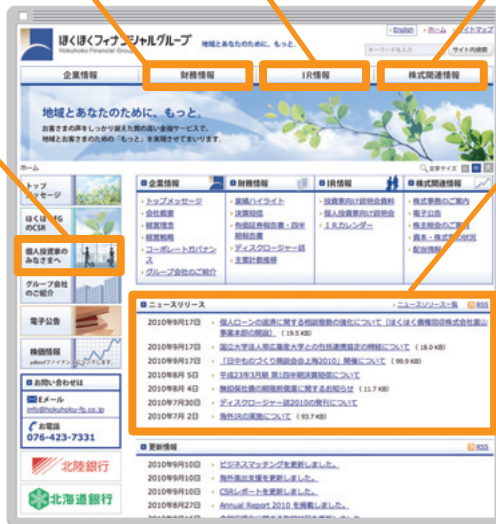 English
ホーム
サイトマップ
ほくほくフィナンシャルグループ
Hokuhoku Financial Group
地域とあなたのために、もっと。
キーワードを入力
サイト内検索
企業情報
財務情報
IR情報
株式関連情報
地域とあなたのために、もっと。
お客さまの声をしっかり捉えた質の高い金融サービスで、
地域とお客さまのための「もっと」を実現させてまいります。
ホーム
文字サイズ
トップ
メッセージ
ほくほくFG
のCSR
個人投資家の
みなさまへ
グループ会社
のご紹介
電子公告
株価情報
お問い合わせは
Eメール
info@hokuhoku-fg.co.jp
お電話
076-423-7331
北陸銀行
北海道銀行
企業情報
トップメッセージ
会社概要
経営理念
経営戦略
コーポレートガバナン
ス
グループ会社のご紹介
財務情報
業績ハイライト
決算短信
有価証券報告書・四半
期報告書
ディスクロージャー誌
主要計数推移
IR情報
投資家向け説明会資料
個人投資家向け説明会
IRカレンダー
株式関連情報
株式事務のご案内
電子公告
株主総会のご案内
資本・株式等の状況
配当情報
ニュースリリース
ニュースリリース一覧
RSS
2010年9月17日 個人ローンの返済に関する相談態勢の強化について（ほくほく債権回収株式会社富山
事業本部の開設） (19.5 KB)
2010年9月17日 国立大学法人帯広畜産大学との包括連携協定の締結について (18.0 KB)
2010年9月17日 「日中ものづくり商談会＠上海2010」開催について (99.9 KB)
2010年8月 5日 平成23年3月期 第1四半期決算短信について
2010年8月 4日 無担保社債の期限前償還に関するお知らせ (11.7 KB)
2010年7月30日 ディスクロージャー誌2010の発刊について
2010年7月 2日 海外IRの実施について (93.7 KB)
更新情報
RSS
2010年9月10日 ビジネスマッチングを更新しました。
2010年9月10日 海外進出支援を更新しました。
2010年9月10日 CSRレポートを更新しました。
2010年8月27日 Annual Report 2010 を掲載しました。